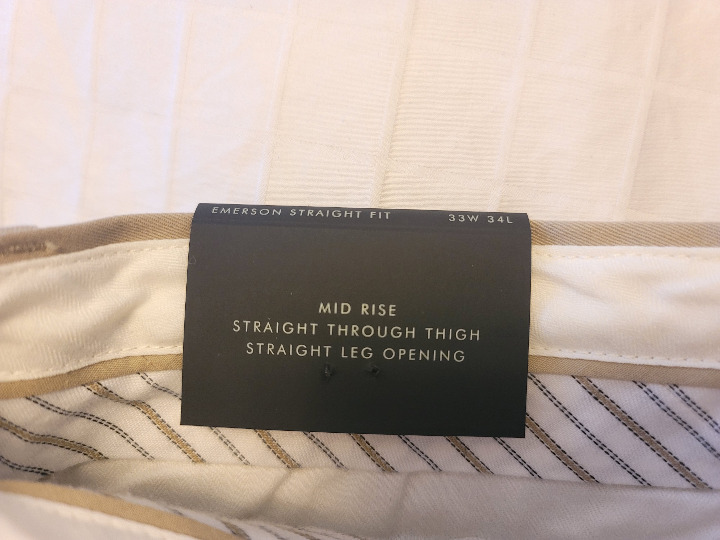 EMERSON STRAIGHT FIT 33W 34L
MID RISE
STRAIGHT THROUGH THIGH
STRAIGHT LEG OPENING